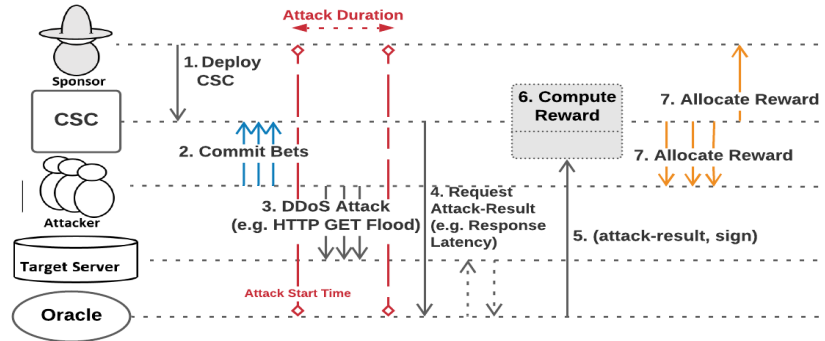 Attack Duration
Sponsor
1. Deploy
CSC
CSC
2. Commit Bets
6. Compute
Reward
7. Allocate Reward
7. Allocate Reward
Attacker
3. DDoS Attack
(e.g. HTTP GET Flood)
4. Request
Attack-Result
(e.g. Response
Latency)
5. (attack-result, sign)
Target Server
Attack Start Time
Oracle